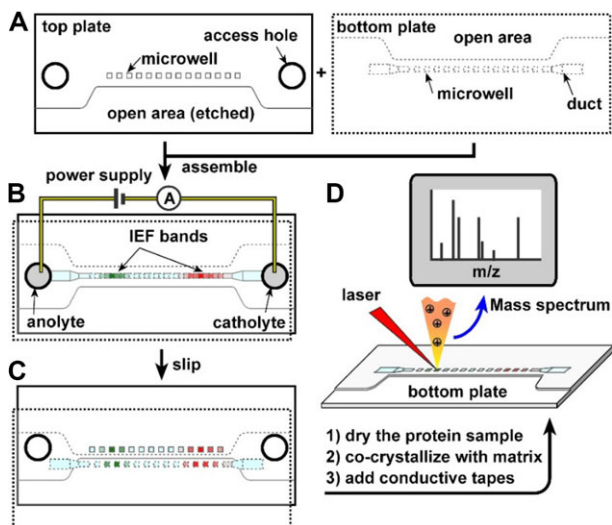 A
top plate
microwell
access hole
open area (etched)
+
bottom plate
open area
microwell
duct
assemble
B
power supply
A
IEF bands
anolyte
catholyte
slip
C
D
m/z
laser
Mass spectrum
bottom plate
1) dry the protein sample
2) co-crystallize with matrix
3) add conductive tapes